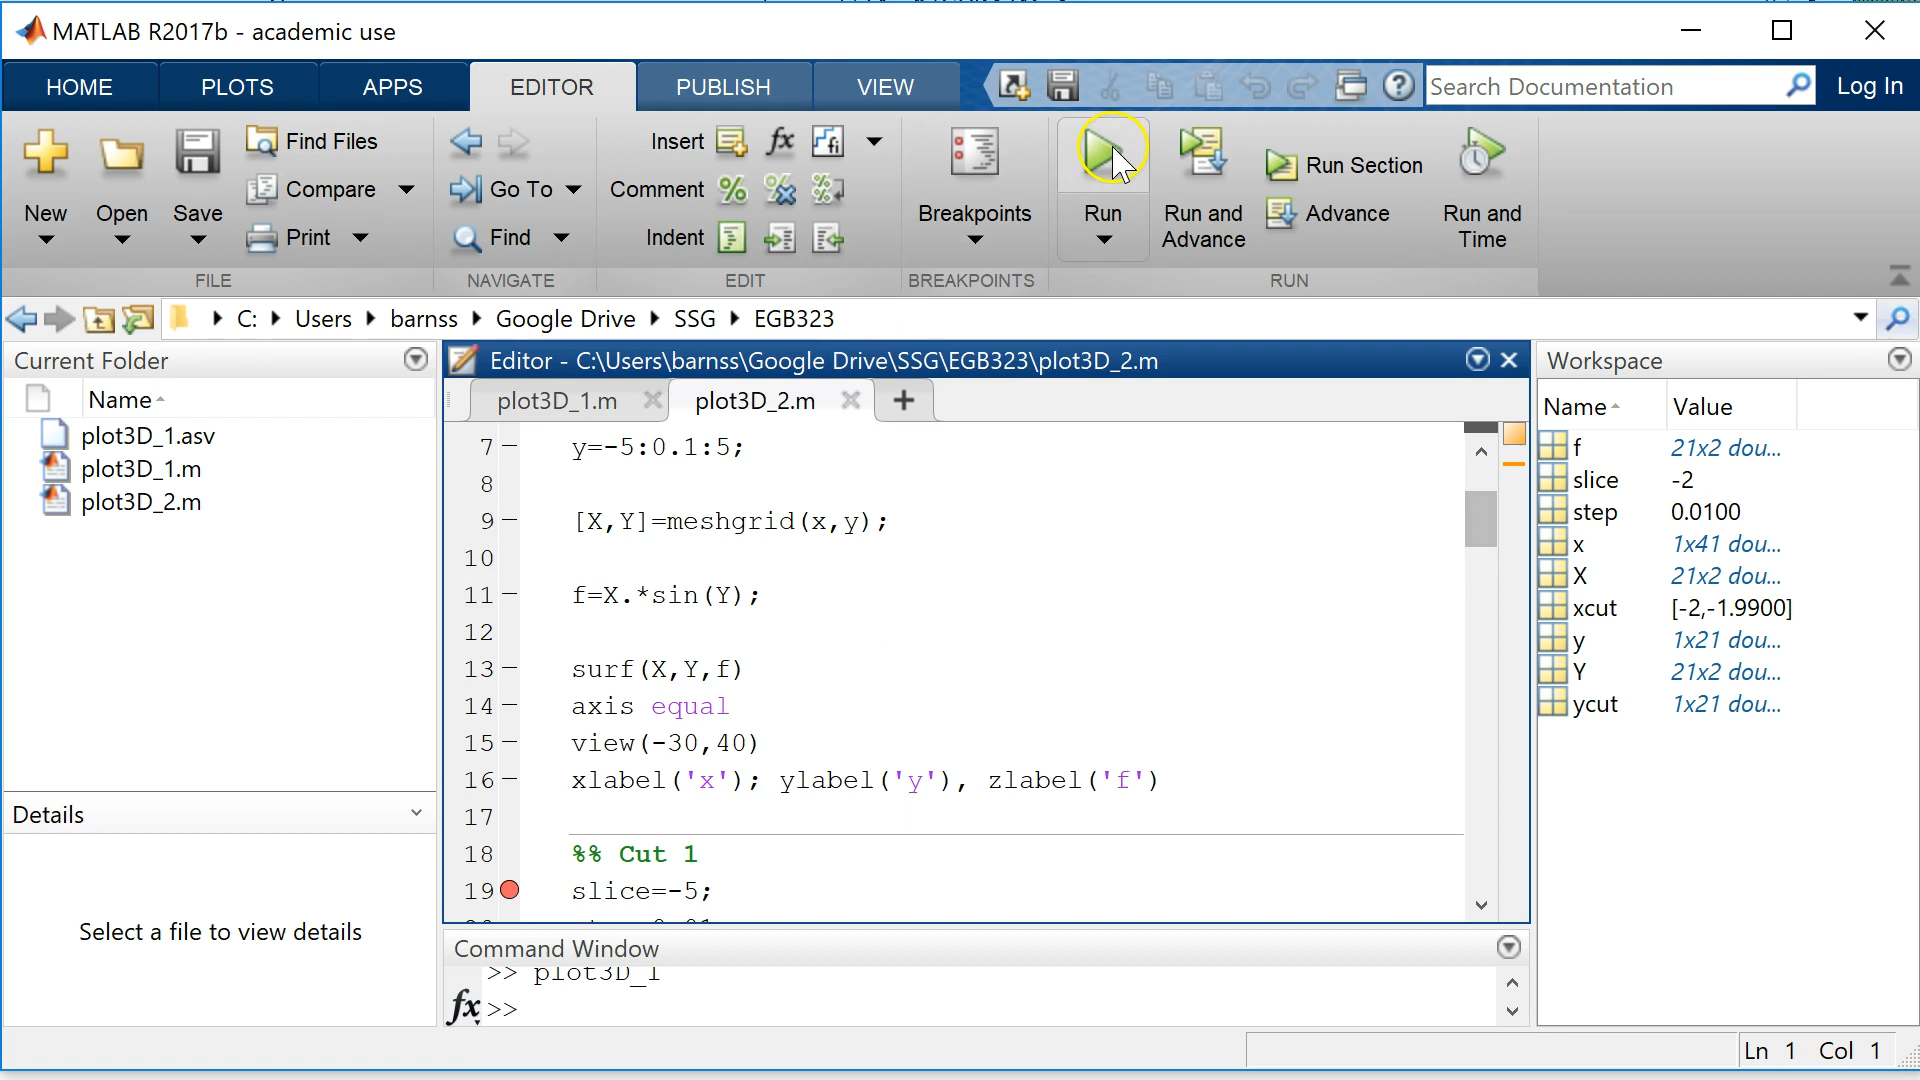 MATLAB R2017b - academic use
HOME PLOTS APPS EDITOR PUBLISH VIEW Search Documentation Log In
New Open Save Find Files Compare Print
Go To Find
Insert fx fi
Comment
Indent
Breakpoints
Run
Run and Advance
Run Section
Advance
Run and Time
FILE NAVIGATE EDIT BREAKPOINTS RUN
C: Users barnss Google Drive SSG EGB323
Current Folder
Name
plot3D_1.asv
plot3D_1.m
plot3D_2.m
Details
Select a file to view details
Editor - C:\Users\barnss\Google Drive\SSG\EGB323\plot3D_2.m
plot3D_1.m plot3D_2.m
7 y=-5:0.1:5;
8
9 [X,Y]=meshgrid(x,y);
10
11 f=X.*sin(Y);
12
13 surf(X,Y,f)
14 axis equal
15 view(-30,40)
16 xlabel('x'); ylabel('y'), zlabel('f')
17
18 %% Cut 1
19 slice=-5;
Command Window
>> plot3D_1
fx >>
Workspace
Name Value
f 21x2 dou...
slice -2
step 0.0100
x 1x41 dou...
X 21x2 dou...
xcut [-2,-1.9900]
y 1x21 dou...
Y 21x2 dou...
ycut 1x21 dou...
Ln 1 Col 1